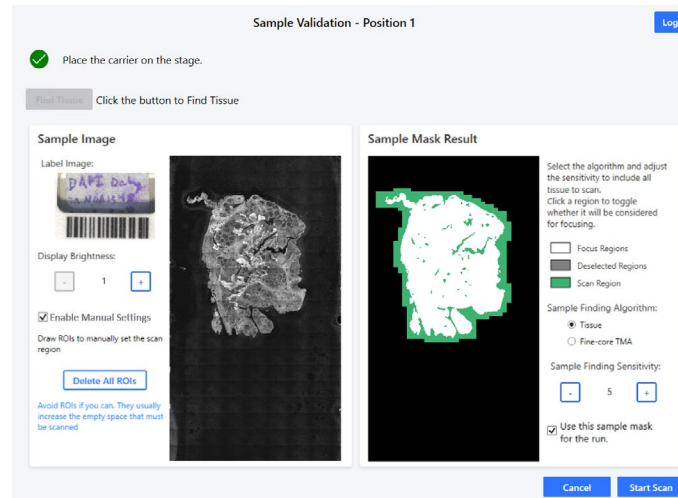 Sample Validation - Position 1
Log
Place the carrier on the stage.
Find Tissue
Click the button to Find Tissue
Sample Image
Label Image:
DAPI
Display Brightness:
- 1 +
Enable Manual Settings
Draw ROIs to manually set the scan
region
Delete All ROIs
Avoid ROIs if you can. They usually
increase the empty space that must
be scanned
Sample Mask Result
Select the algorithm and adjust
the sensitivity to include all
tissue to scan.
Click a region to toggle
whether it will be considered
for focusing.
Focus Regions
Deselected Regions
Scan Region
Sample Finding Algorithm:
Tissue
Fine-core TMA
Sample Finding Sensitivity:
- 5 +
Use this sample mask
for the run.
Cancel
Start Scan